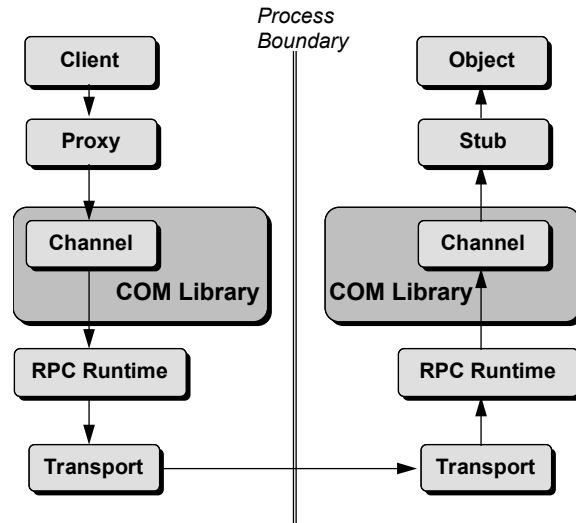 Process
Boundary
Client
Object
Proxy
Stub
Channel
Channel
COM Library
COM Library
RPC Runtime
RPC Runtime
Transport
Transport